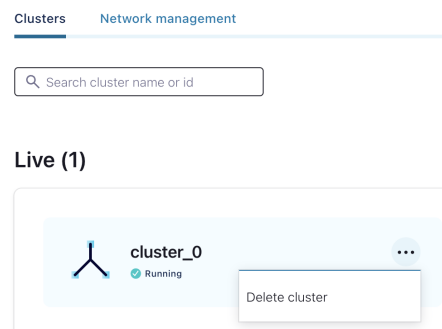 Clusters
Network management
Search cluster name or id
Live (1)
cluster_0
Running
Delete cluster